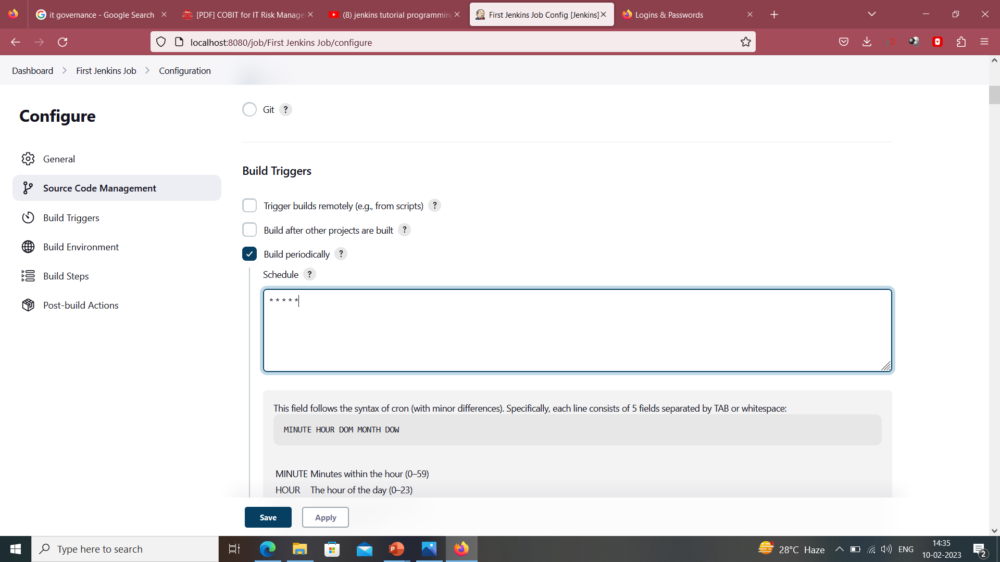 it governance - Google Search
[PDF] COBIT for IT Risk Manage
(8) jenkins tutorial programmin
First Jenkins Job Config [Jenkins]
Logins & Passwords
localhost:8080/job/First Jenkins Job/configure
Dashboard
First Jenkins Job
Configuration
Configure
General
Source Code Management
Build Triggers
Build Environment
Build Steps
Post-build Actions
Git ?
Build Triggers
Trigger builds remotely (e.g., from scripts) ?
Build after other projects are built ?
Build periodically ?
Schedule ?
* * * * *
This field follows the syntax of cron (with minor differences). Specifically, each line consists of 5 fields separated by TAB or whitespace:
MINUTE HOUR DOM MONTH DOW
MINUTE Minutes within the hour (0–59)
HOUR The hour of the day (0–23)
Save
Apply
Type here to search
28°C Haze
ENG
14:35
10-02-2023
2